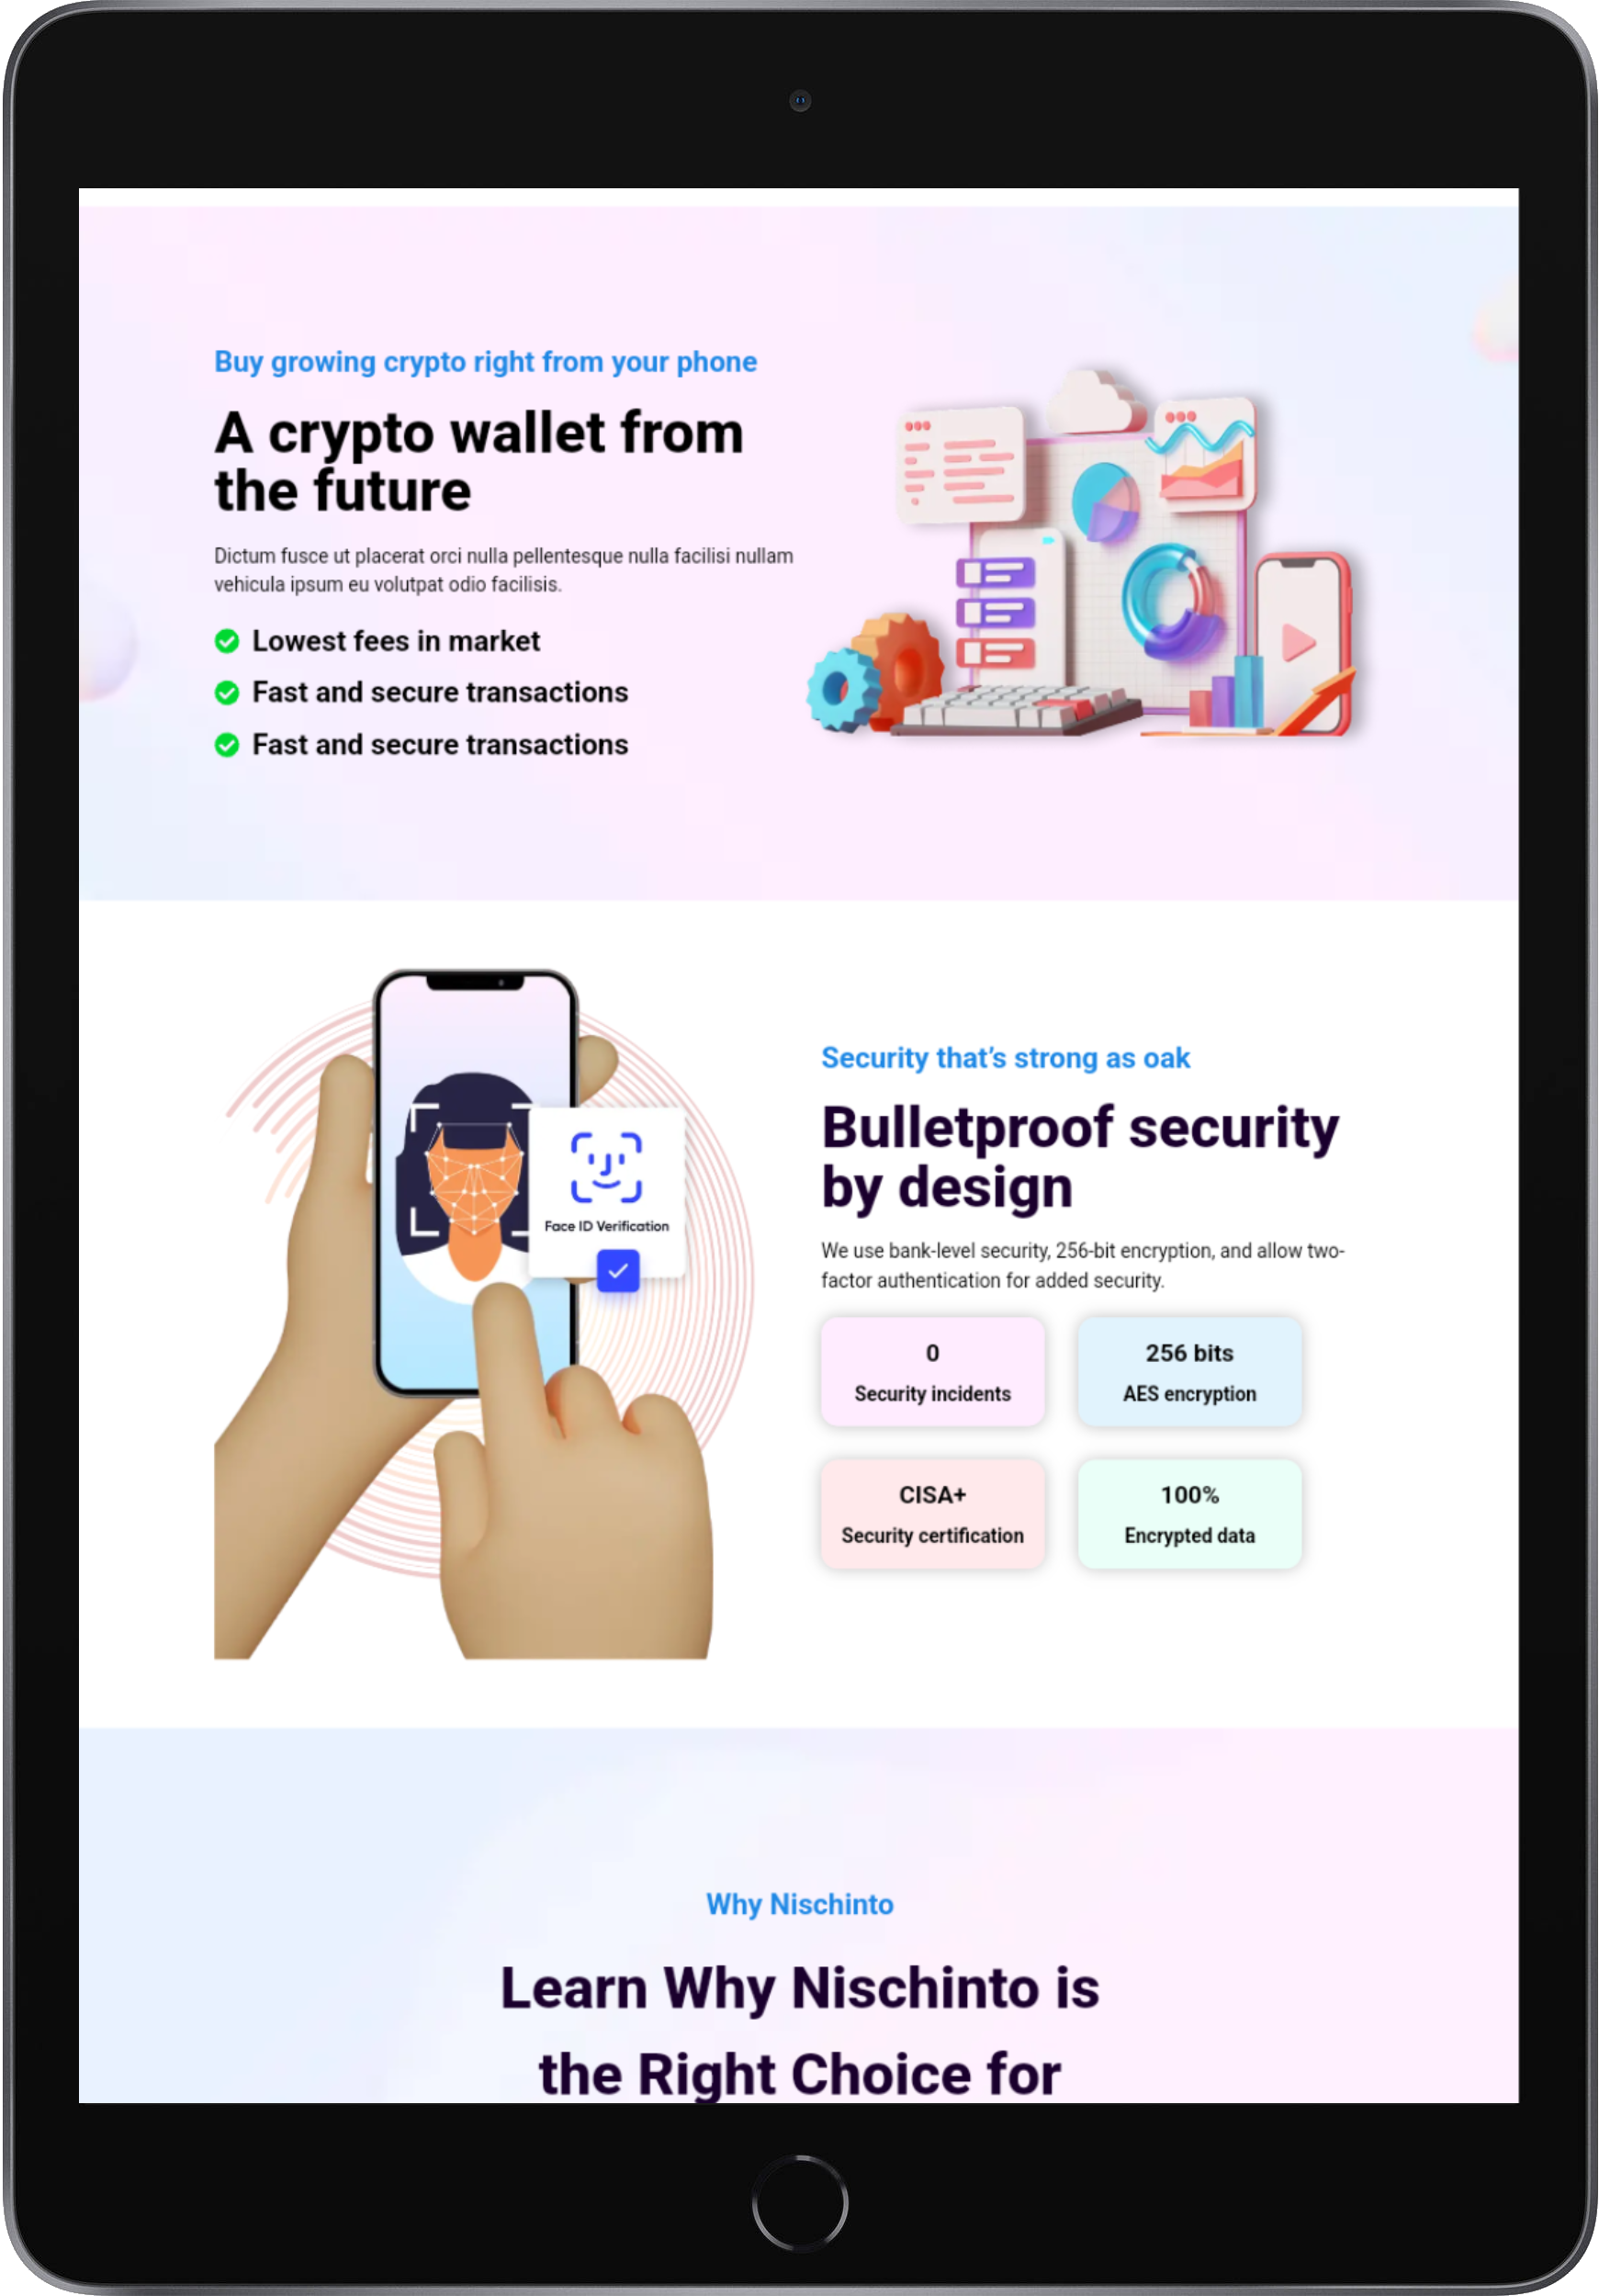 Buy growing crypto right from your phone
A crypto wallet from
the future
Dictum fusce ut placerat orci nulla pellentesque nulla facilisi nullam
vehicula ipsum eu volutpat odio facilisis.
Lowest fees in market
Fast and secure transactions
Fast and secure transactions
Face ID Verification
Security that’s strong as oak
Bulletproof security
by design
We use bank-level security, 256-bit encryption, and allow two-
factor authentication for added security.
0
Security incidents
256 bits
AES encryption
CISA+
Security certification
100%
Encrypted data
Why Nischinto
Learn Why Nischinto is
the Right Choice for